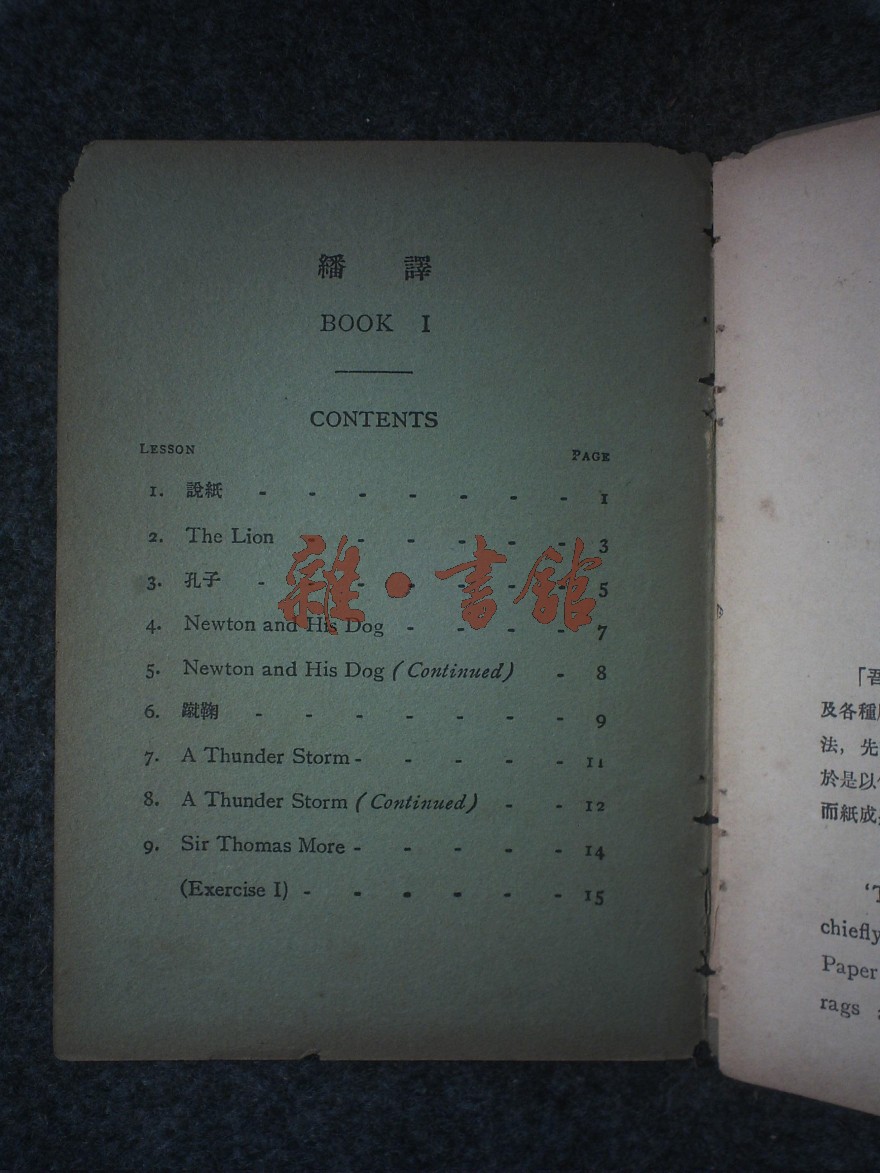 繙譯
BOOK I
CONTENTS
LESSON PAGE
1. 說紙 - - - - - - - 1
2. The Lion - - - - - - 3
3. 孔子 - - - - - - - 5
4. Newton and His Dog - - - - 7
5. Newton and His Dog (Continued) - 8
6. 蹴鞠 - - - - - - - 9
7. A Thunder Storm - - - - - 11
8. A Thunder Storm (Continued) - - 12
9. Sir Thomas More - - - - - 14
(Exercise I) - - - - - - 15
雜·書館
「吾
及各種
法，先
於是以
而紙成
chiefly
Paper
rags